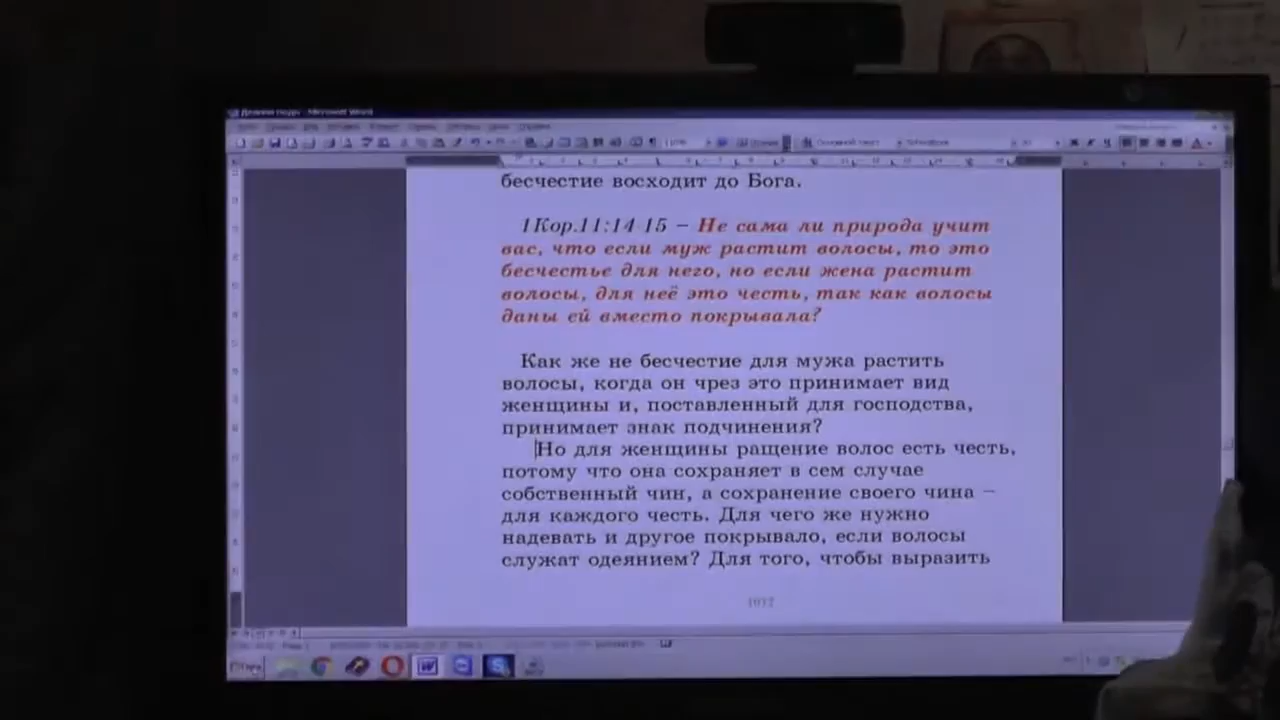 Microsoft Word
бесчестие восходит до Бога.
1Кор.11:14-15 – Не сама ли природа учит
вас, что если муж растит волосы, то это
бесчестье для него, но если жена растит
волосы, для неё это честь, так как волосы
даны ей вместо покрывала?
Как же не бесчестие для мужа растить
волосы, когда он чрез это принимает вид
женщины и, поставленный для господства,
принимает знак подчинения?
Но для женщины ращение волос есть честь,
потому что она сохраняет в сем случае
собственный чин, а сохранение своего чина –
для каждого честь. Для чего же нужно
надевать и другое покрывало, если волосы
служат одеянием? Для того, чтобы выразить